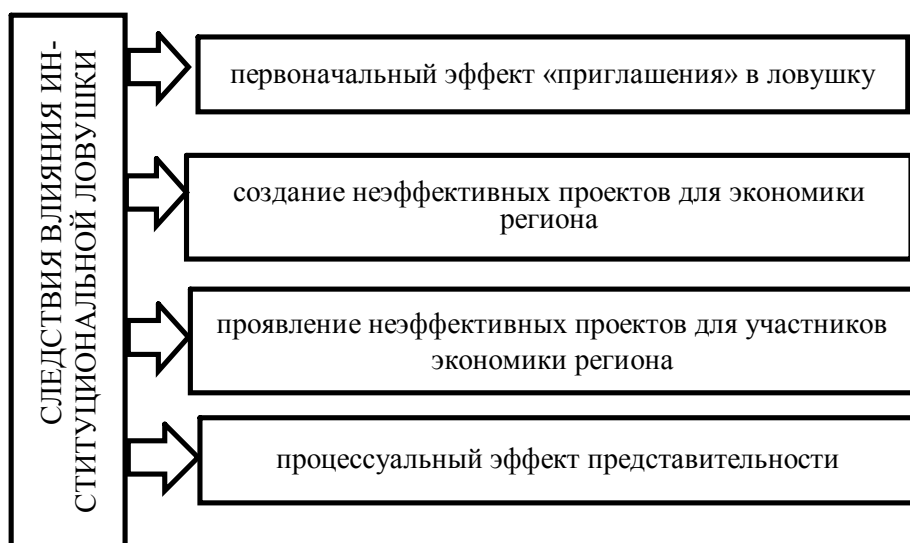 СЛЕДСТВИЯ ВЛИЯНИЯ ИН-
СТИТУЦИОНАЛЬНОЙ ЛОВУШКИ
первоначальный эффект «приглашения» в ловушку
создание неэффективных проектов для экономики
региона
проявление неэффективных проектов для участников
экономики региона
процессуальный эффект представительности